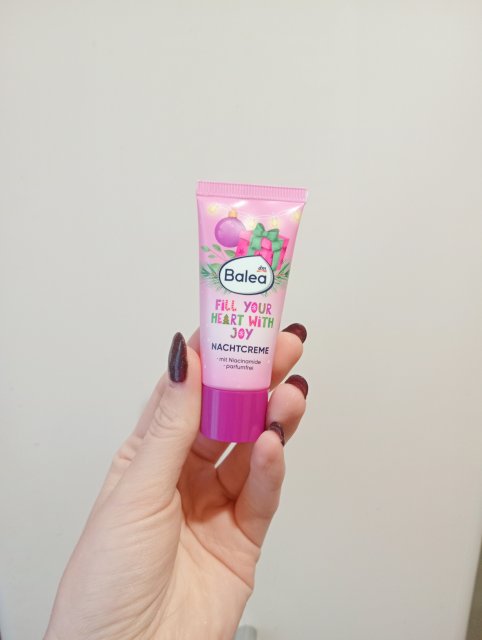 dm
Balea
FiLL YOUR
HEART WiTH
JOY
NACHTCREME
· mit Niacinamide
· parfumfrei